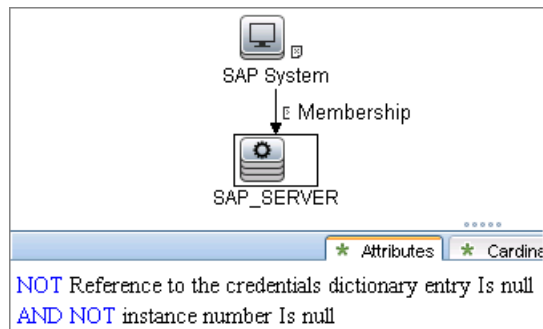 SAP System
Membership
SAP_SERVER
Attributes
Cardina
NOT Reference to the credentials dictionary entry Is null
AND NOT instance number Is null